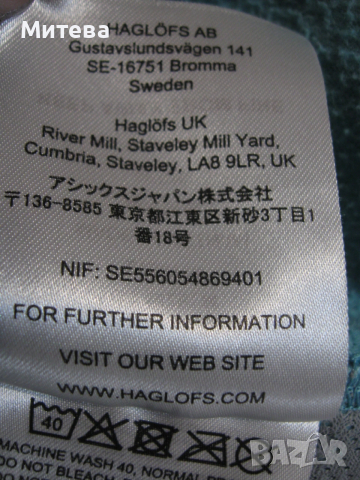 Митева
HAGLÖFS AB
Gustavslundsvägen 141
SE-16751 Bromma
Sweden
Haglöfs UK
River Mill, Staveley Mill Yard,
Cumbria, Staveley, LA8 9LR, UK
アシックスジャパン株式会社
〒136-8585 東京都江東区新砂3丁目1
番18号
NIF: SE556054869401
FOR FURTHER INFORMATION
VISIT OUR WEB SITE
WWW.HAGLOFS.COM
40
MACHINE WASH 40, NORMAL
DO NOT BLEACH
bazar